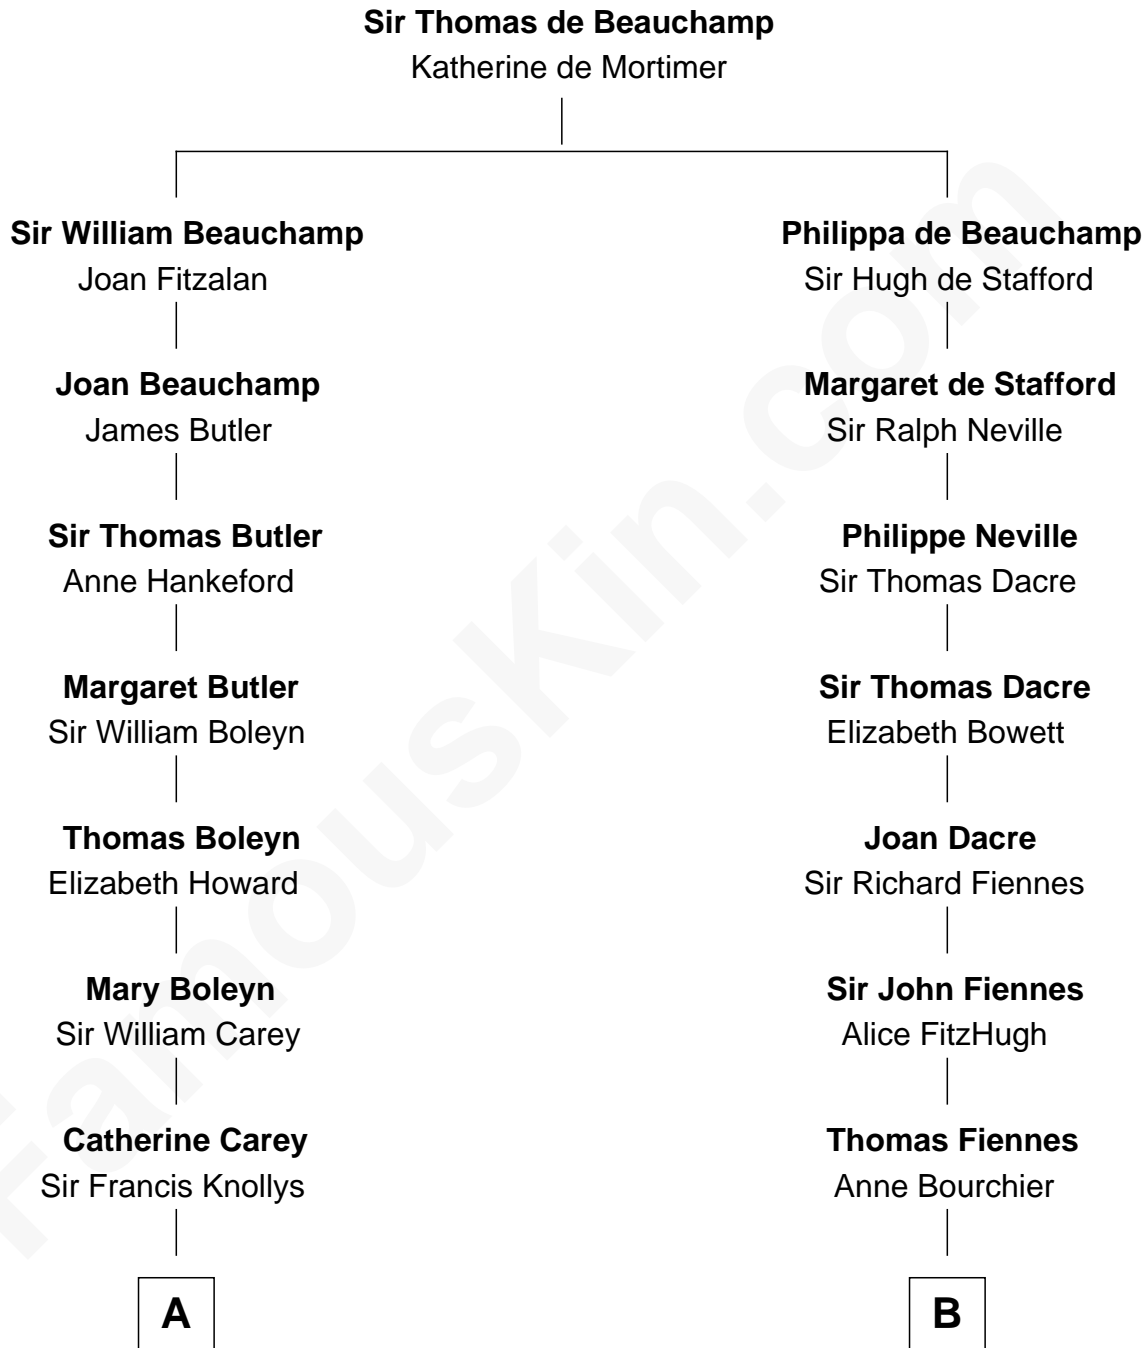 Sir Thomas de Beauchamp
Katherine de Mortimer
Sir William Beauchamp
Joan Fitzalan
Philippa de Beauchamp
Sir Hugh de Stafford
Joan Beauchamp
James Butler
Margaret de Stafford
Sir Ralph Neville
Sir Thomas Butler
Anne Hankeford
Philippe Neville
Sir Thomas Dacre
Margaret Butler
Sir William Boleyn
Sir Thomas Dacre
Elizabeth Bowett
Thomas Boleyn
Elizabeth Howard
Joan Dacre
Sir Richard Fiennes
Mary Boleyn
Sir William Carey
Sir John Fiennes
Alice FitzHugh
Catherine Carey
Sir Francis Knollys
Thomas Fiennes
Anne Bourchier
A
B
FamousKin.com